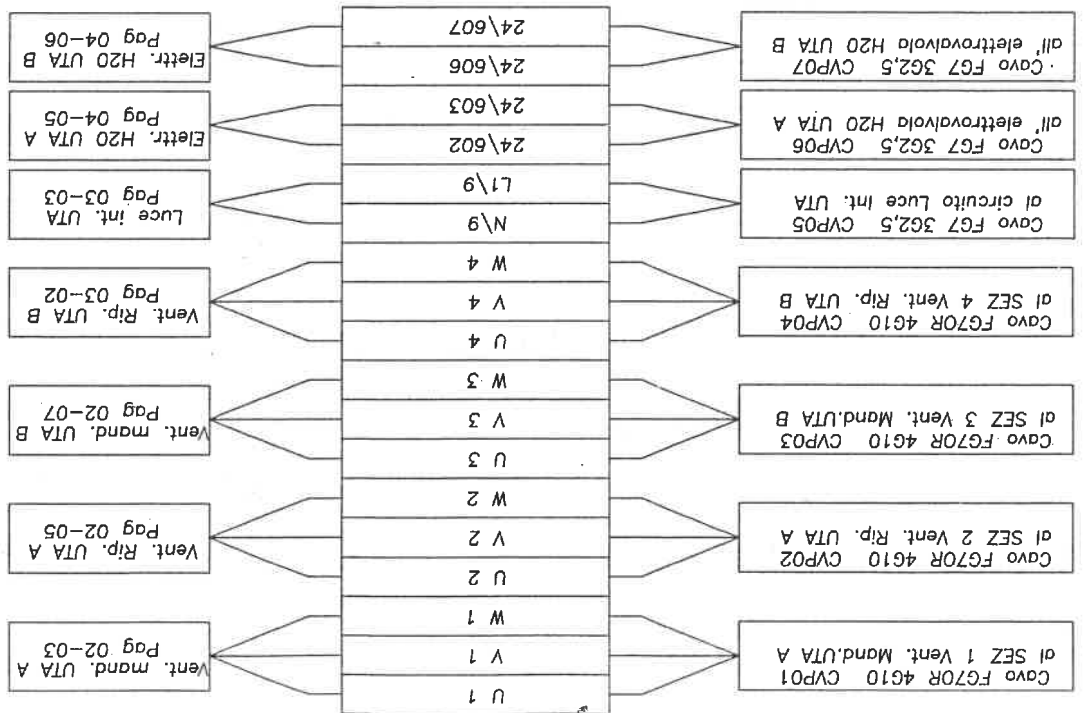 Cavo FG7OR 4G10 CVP01
al SEZ 1 Vent. Mand.UTA A
U 1
V 1
W 1
Vent. mand. UTA A
Pag 02-03
Cavo FG7OR 4G10 CVP02
al SEZ 2 Vent. Rip. UTA A
U 2
V 2
W 2
Vent. Rip. UTA A
Pag 02-05
Cavo FG7OR 4G10 CVP03
al SEZ 3 Vent. Mand.UTA B
U 3
V 3
W 3
Vent. mand. UTA B
Pag 02-07
Cavo FG7OR 4G10 CVP04
al SEZ 4 Vent. Rip. UTA B
U 4
V 4
W 4
Vent. Rip. UTA B
Pag 03-02
Cavo FG7 3G2,5 CVP05
al circuito Luce int. UTA
N/9
L1/9
Luce int. UTA
Pag 03-03
Cavo FG7 3G2,5 CVP06
all' elettrovalvola H2O UTA A
24/602
24/603
Elettr. H2O UTA A
Pag 04-05
Cavo FG7 3G2,5 CVP07
all' elettrovalvola H2O UTA B
24/606
24/607
Elettr. H2O UTA B
Pag 04-06